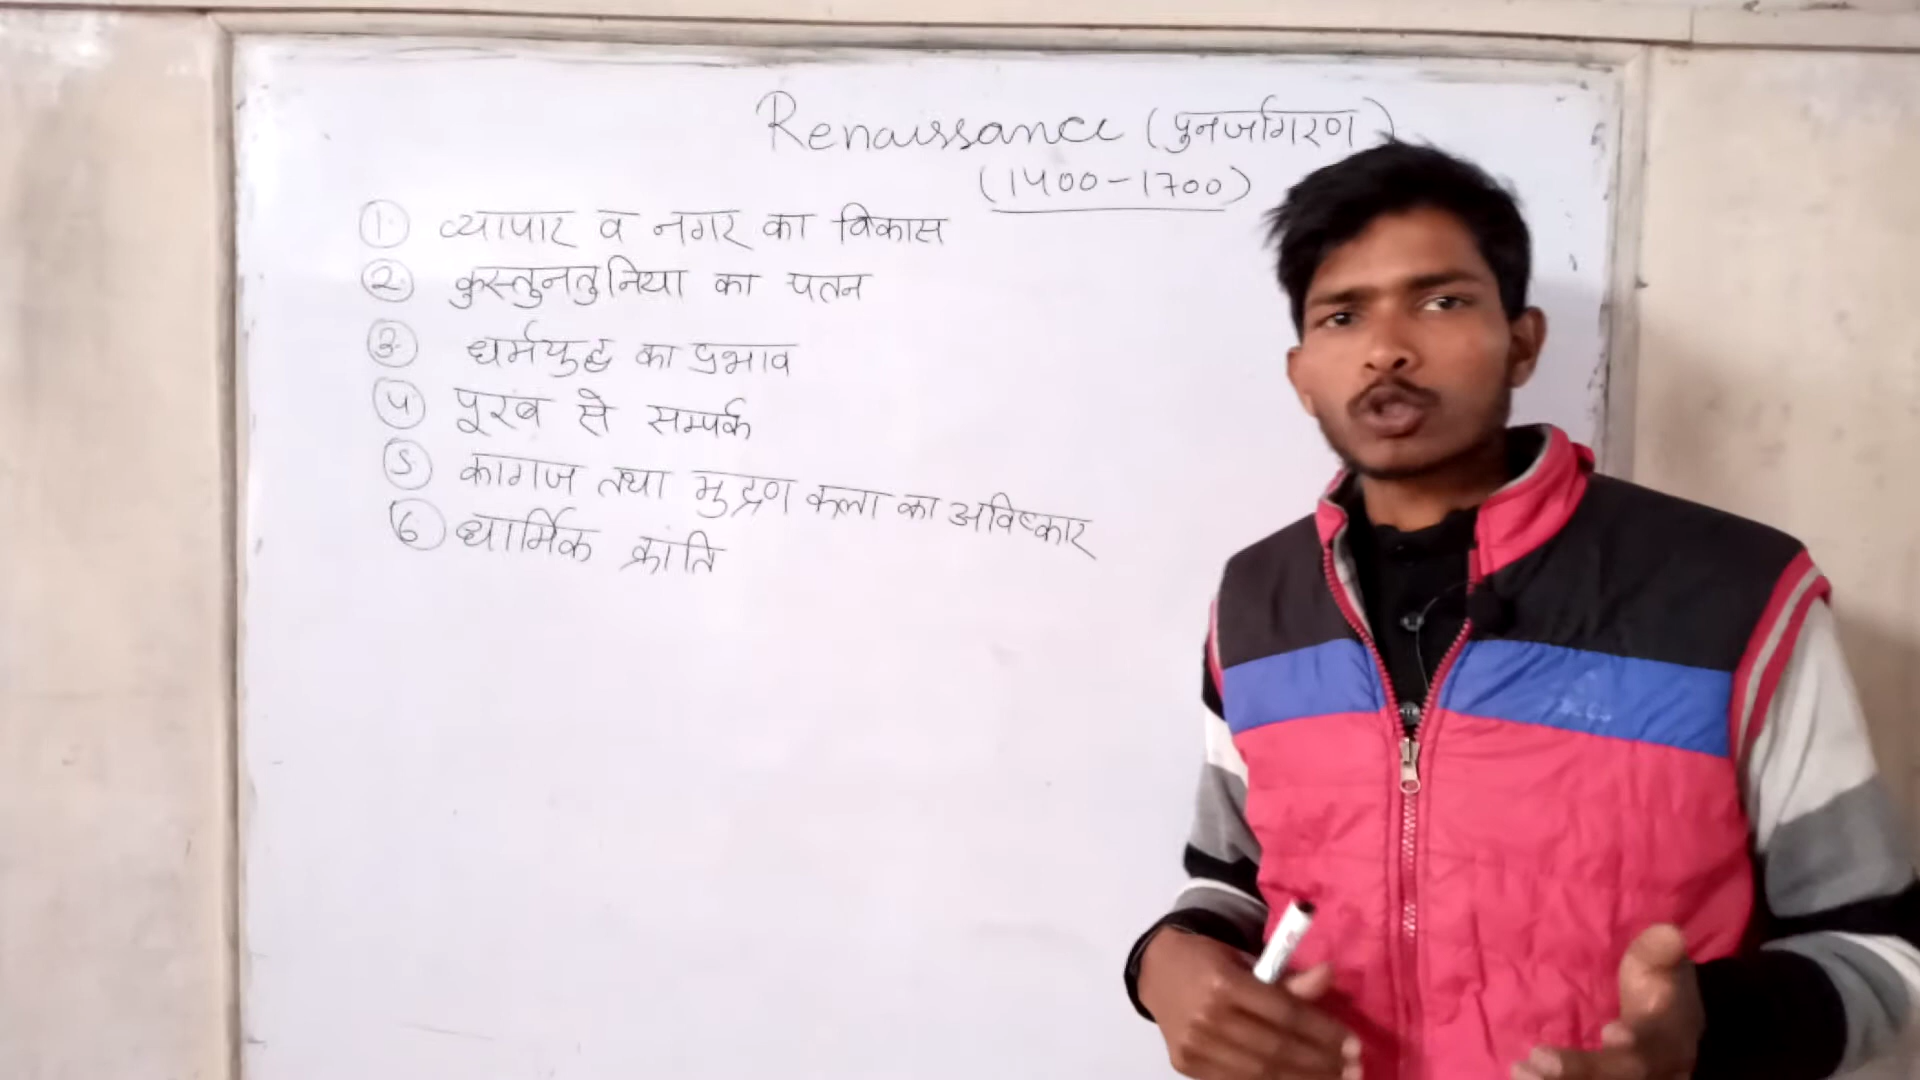 Renaissance (पुनर्जागरण)
(1400-1700)
1. व्यापार व नगर का विकास
2. कुस्तुनतुनिया का पतन
3. धर्मयुद्ध का प्रभाव
4 पूरब से सम्पर्क
5 कागज तथा मुद्रण कला का अविष्कार
6 धार्मिक क्रांति